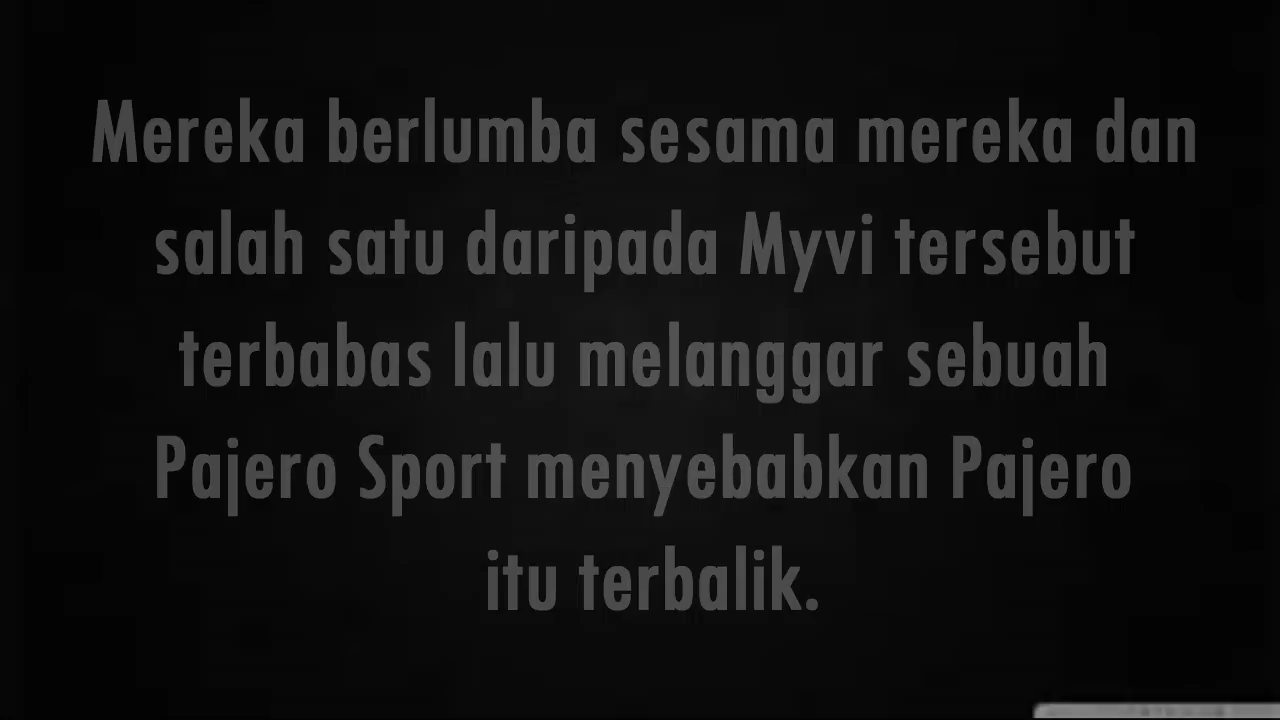 Mereka berlumba sesama mereka dan
salah satu daripada Myvi tersebut
terbabas lalu melanggar sebuah
Pajero Sport menyebabkan Pajero
itu terbalik.